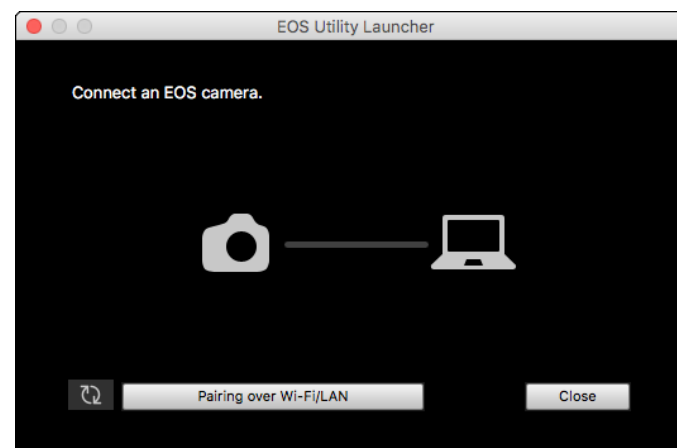 EOS Utility Launcher
Connect an EOS camera.
Pairing over Wi-Fi/LAN
Close